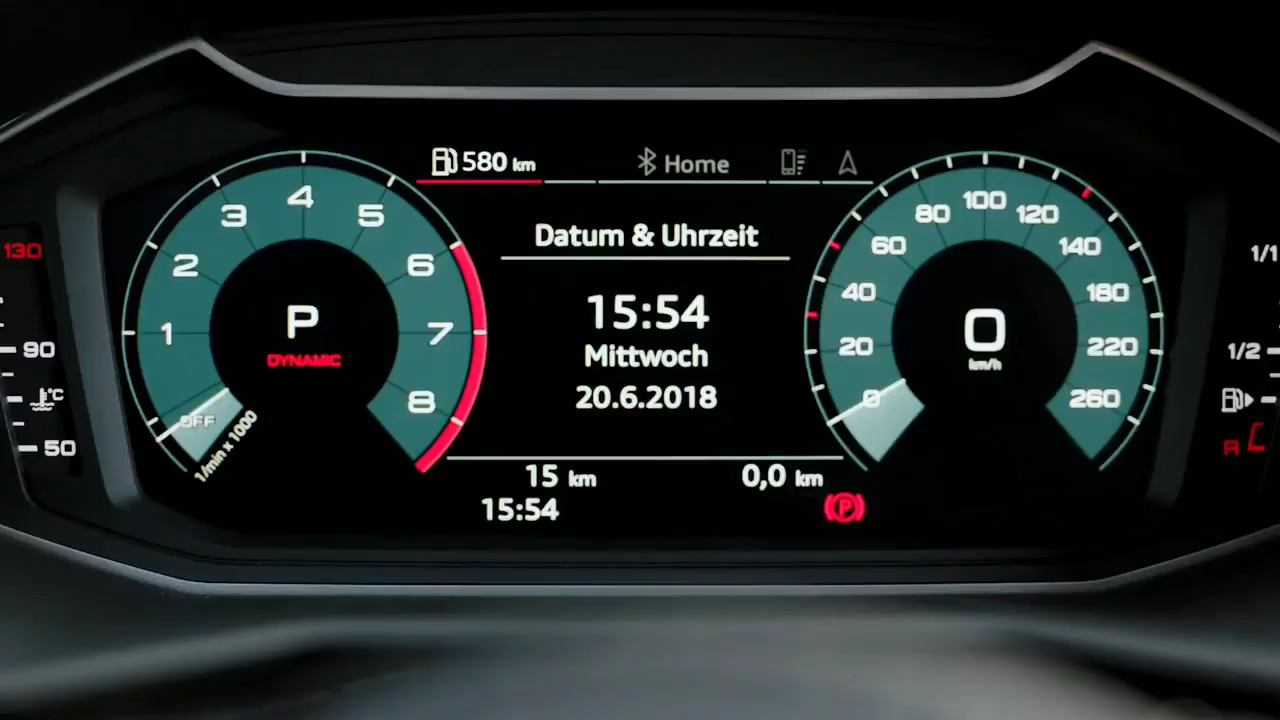 580 km
Home
Datum & Uhrzeit
15:54
Mittwoch
20.6.2018
15 km
0,0 km
15:54
P
130
90
°C
50
OFF
1
2
3
4
5
6
7
8
1/min x 1000
P
DYNAMIC
0
20
40
60
80
100
120
140
180
220
260
0
km/h
1/1
1/2
R